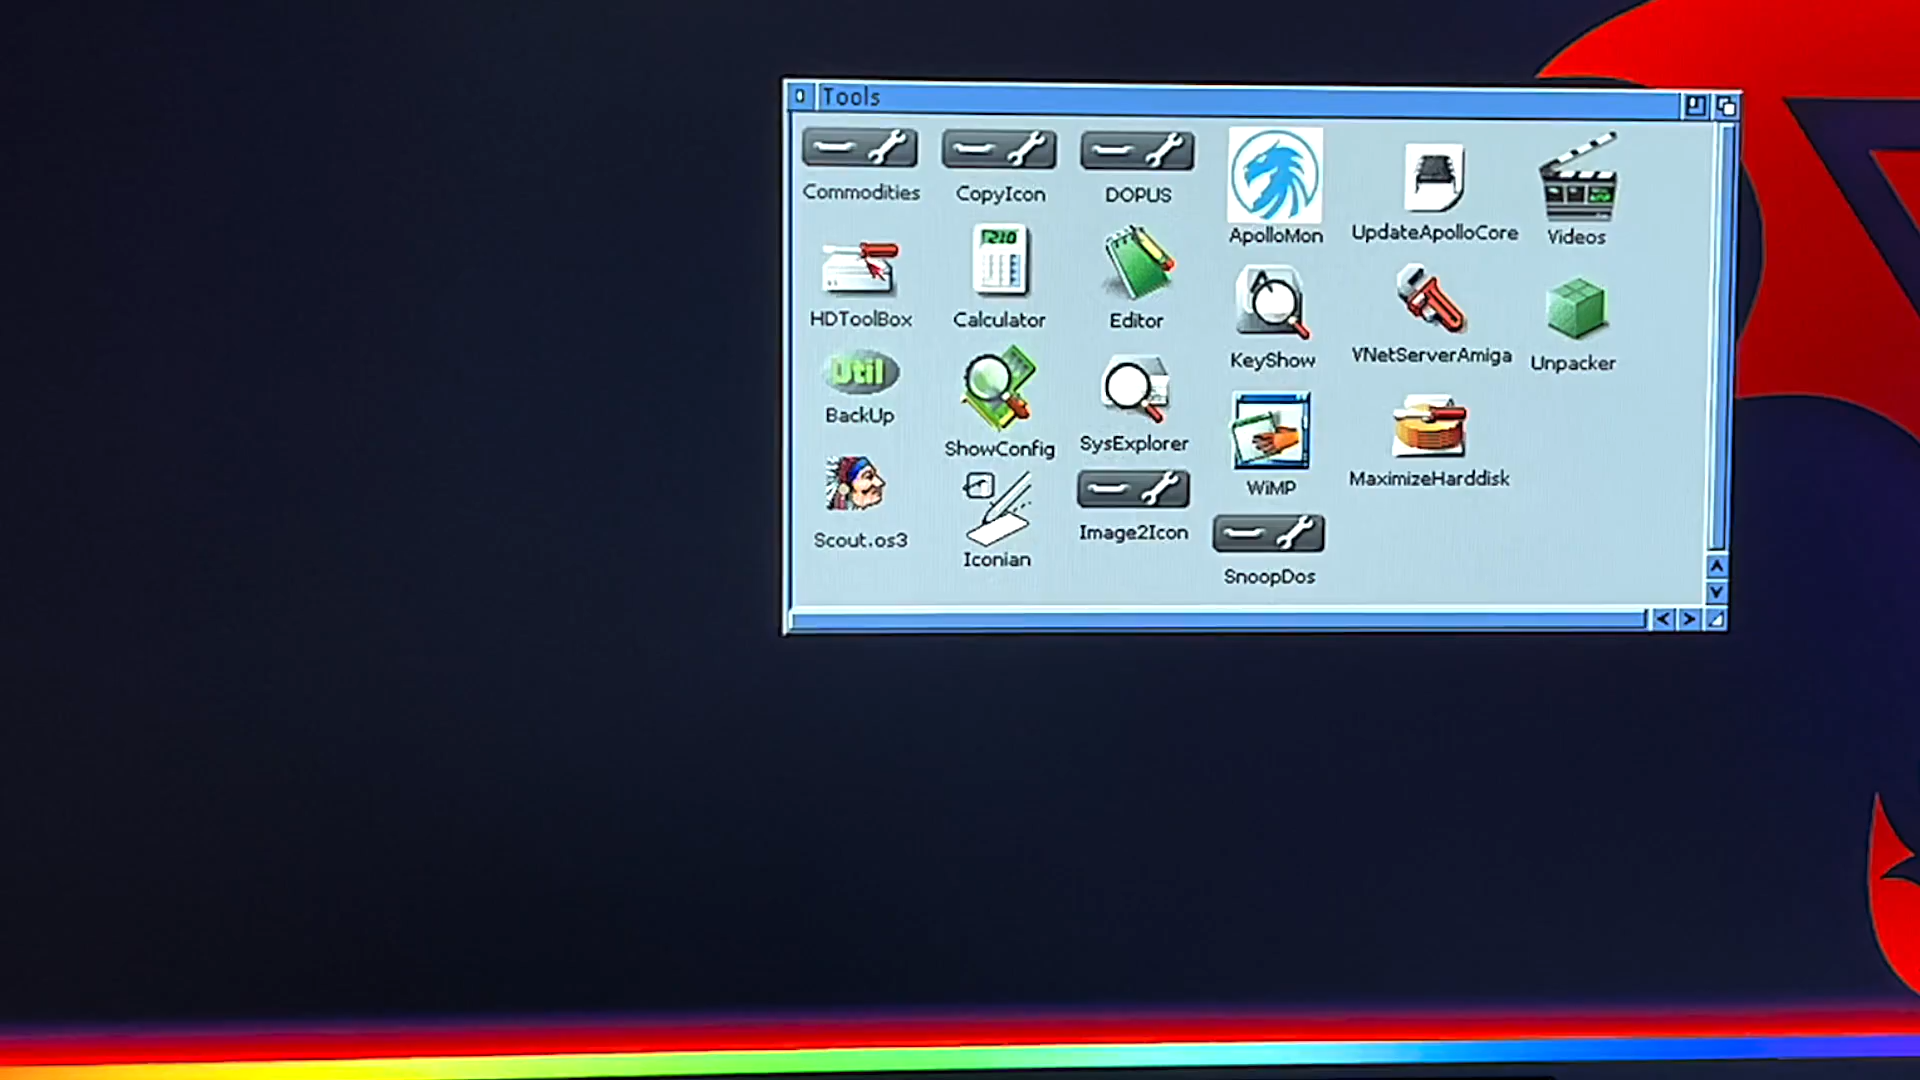 Tools
Commodities
CopyIcon
DOPUS
ApolloMon
UpdateApolloCore
Videos
HDToolBox
Calculator
Editor
KeyShow
VNetServerAmiga
Unpacker
Util
BackUp
ShowConfig
SysExplorer
WiMP
MaximizeHarddisk
Scout.os3
Iconian
Image2Icon
SnoopDos